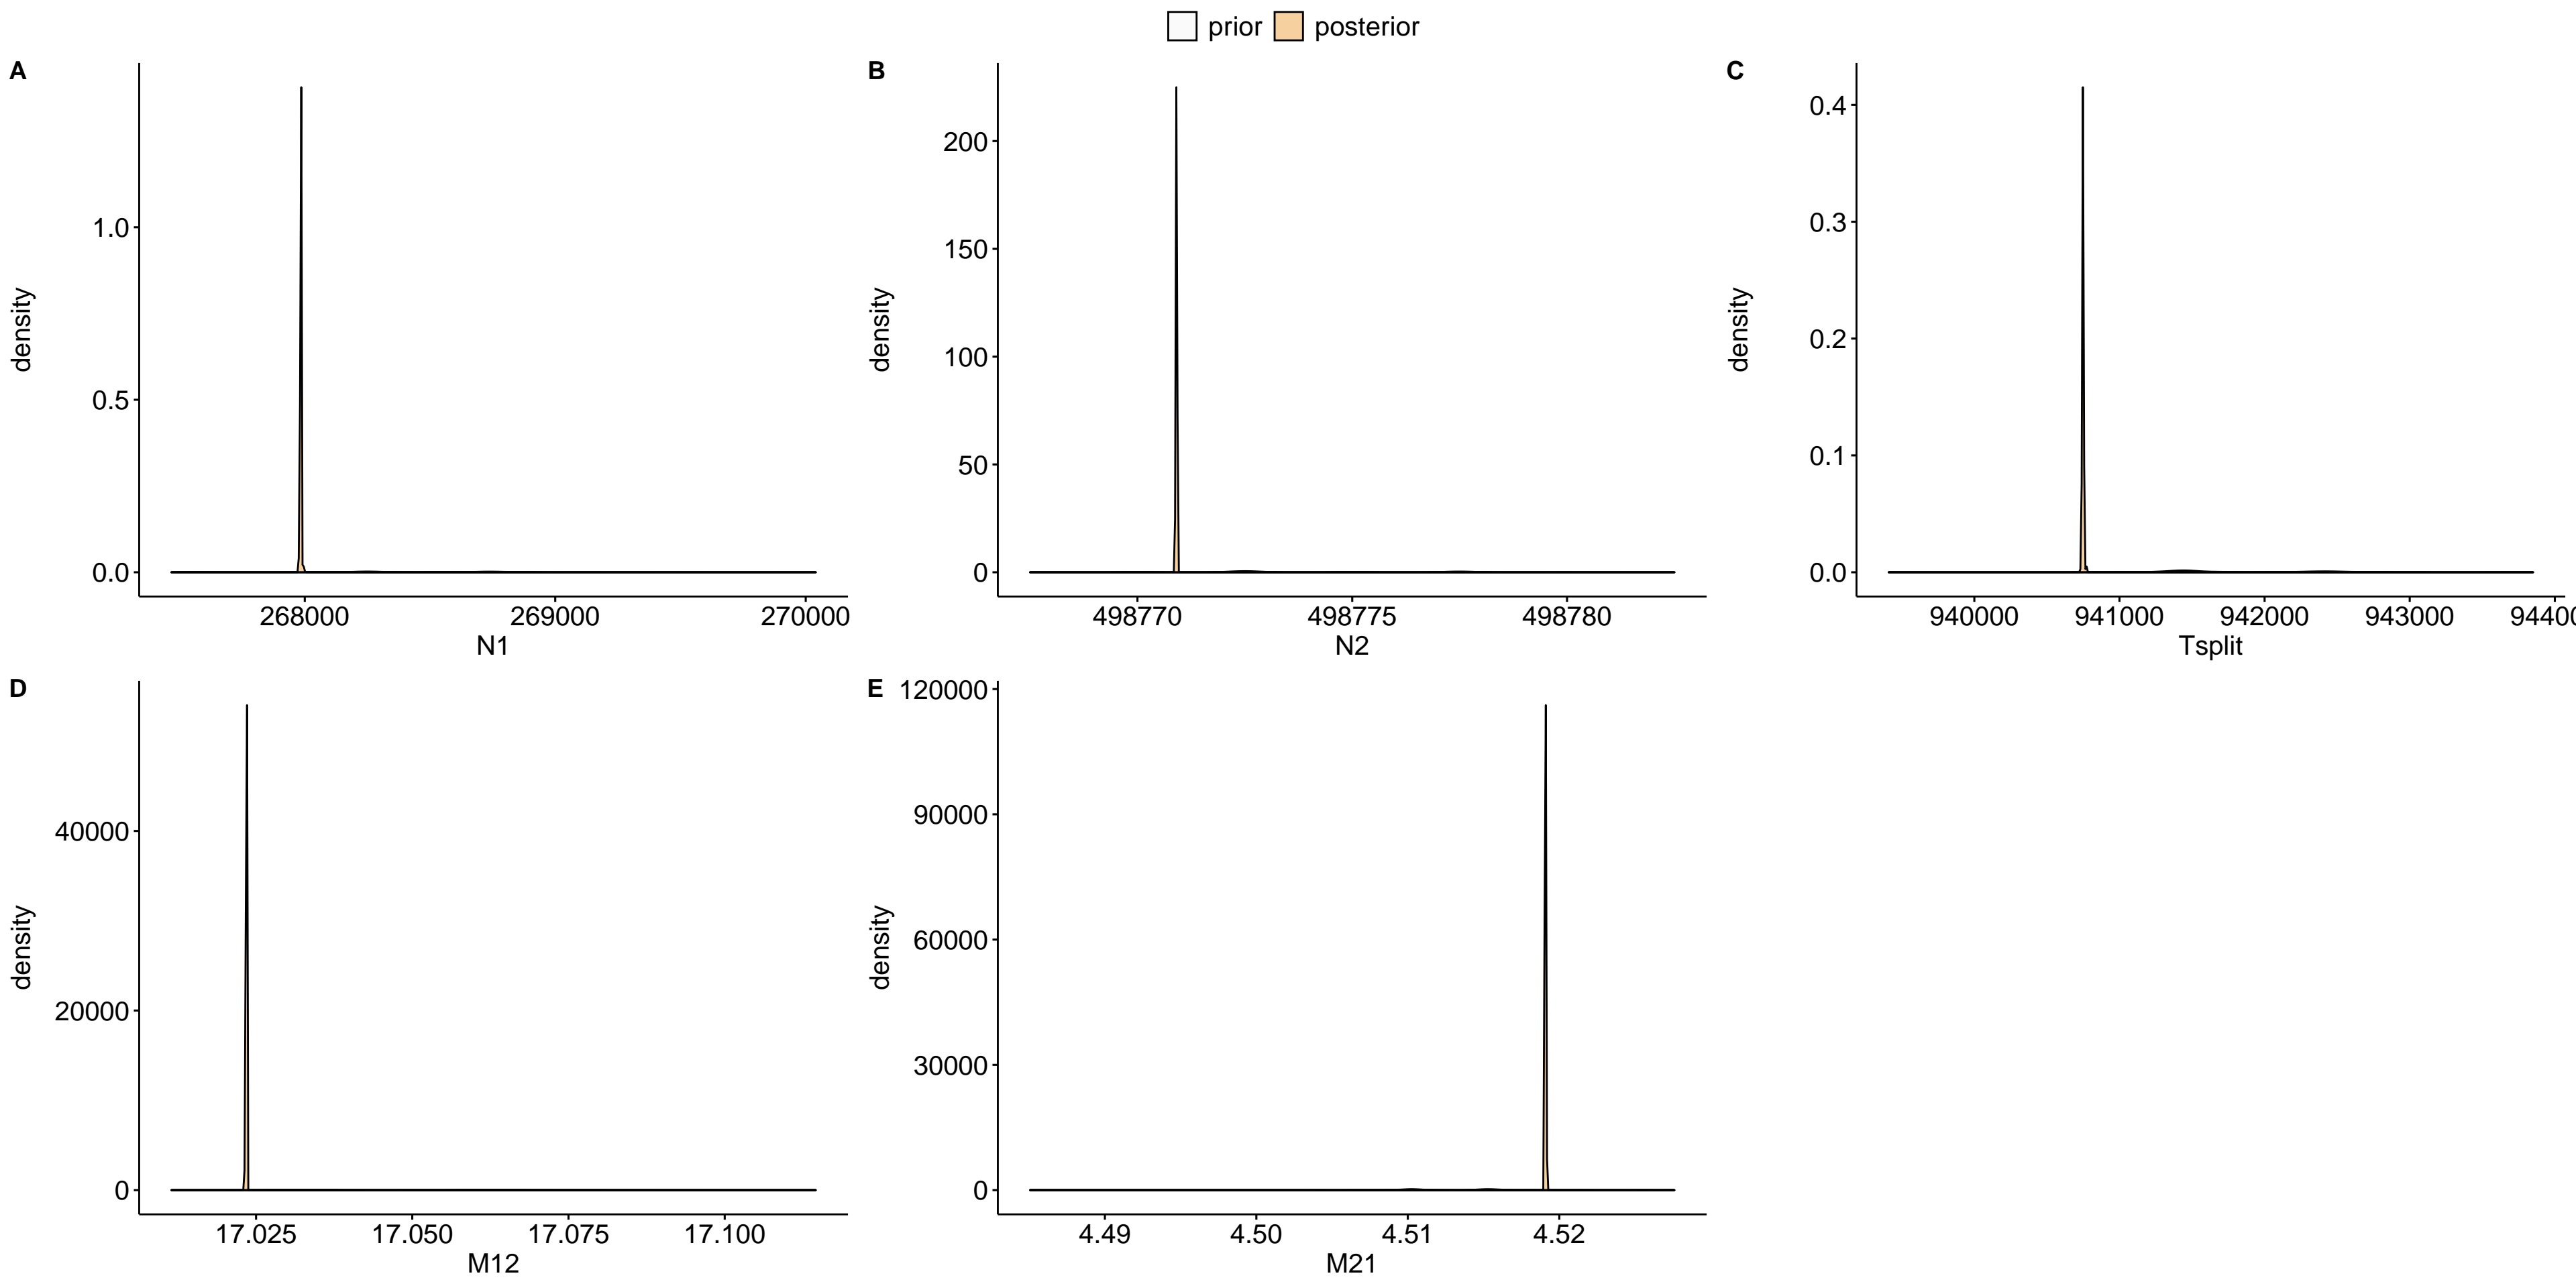 prior posterior
A
1.0
0.5
0.0
density
268000 269000 270000
N1
B
200
150
100
50
0
density
498770 498775 498780
N2
C
0.4
0.3
0.2
0.1
0.0
density
940000 941000 942000 943000 94400
Tsplit
D
40000
20000
0
density
17.025 17.050 17.075 17.100
M12
E
120000
90000
60000
30000
0
density
4.49 4.50 4.51 4.52
M21